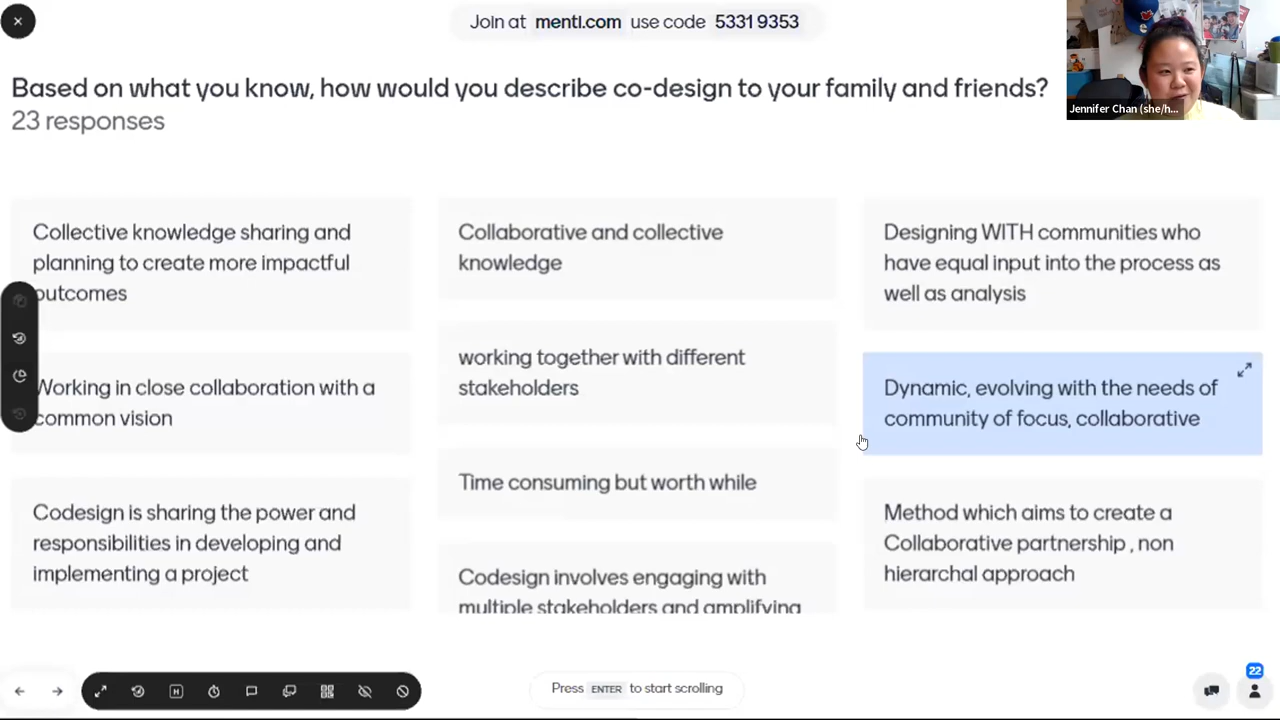 Join at menti.com use code 5331 9353
Based on what you know, how would you describe co-design to your family and friends?
23 responses
Jennifer Chan (she/h...
Collective knowledge sharing and
planning to create more impactful
outcomes
Working in close collaboration with a
common vision
Codesign is sharing the power and
responsibilities in developing and
implementing a project
Collaborative and collective
knowledge
working together with different
stakeholders
Time consuming but worth while
Codesign involves engaging with
multiple stakeholders and amplifying
Designing WITH communities who
have equal input into the process as
well as analysis
Dynamic, evolving with the needs of
community of focus, collaborative
Method which aims to create a
Collaborative partnership , non
hierarchal approach
H
Press ENTER to start scrolling
22